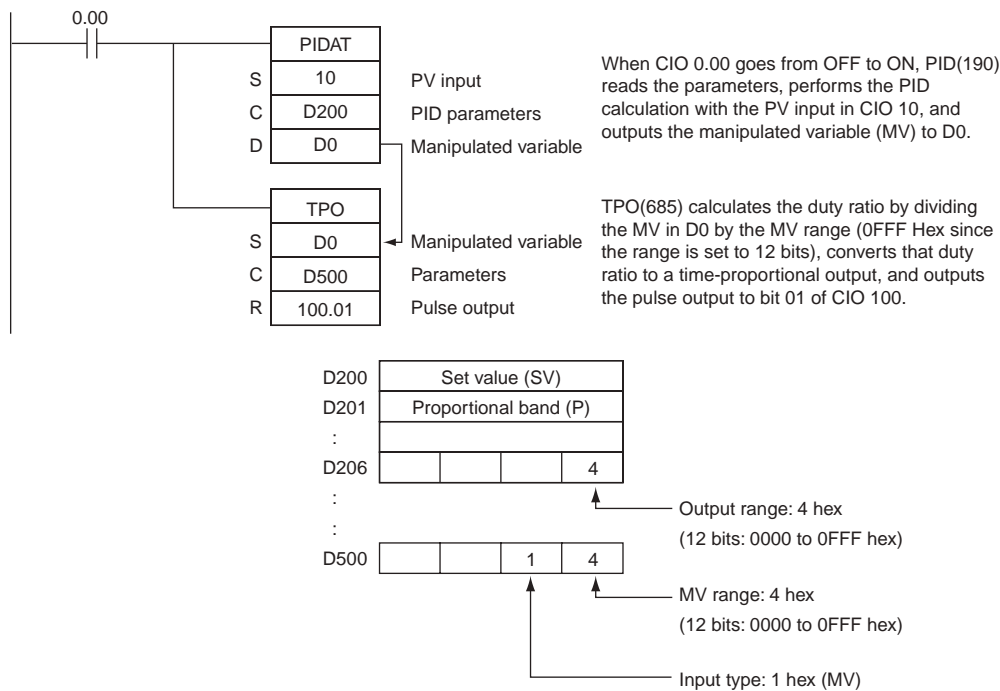 0.00
PIDAT
S 10 PV input
C D200 PID parameters
D D0 Manipulated variable
When CIO 0.00 goes from OFF to ON, PID(190)
reads the parameters, performs the PID
calculation with the PV input in CIO 10, and
outputs the manipulated variable (MV) to D0.
TPO
S D0 Manipulated variable
C D500 Parameters
R 100.01 Pulse output
TPO(685) calculates the duty ratio by dividing
the MV in D0 by the MV range (0FFF Hex since
the range is set to 12 bits), converts that duty
ratio to a time-proportional output, and outputs
the pulse output to bit 01 of CIO 100.
D200 Set value (SV)
D201 Proportional band (P)
:
D206 4
:
Output range: 4 hex
(12 bits: 0000 to 0FFF hex)
:
D500 1 4
MV range: 4 hex
(12 bits: 0000 to 0FFF hex)
Input type: 1 hex (MV)